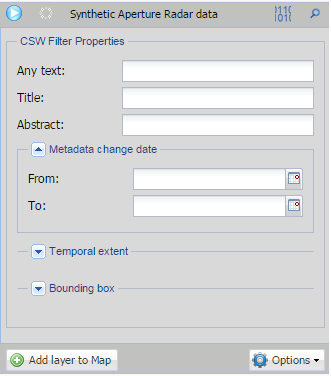 Synthetic Aperture Radar data
CSW Filter Properties
Any text:
Title:
Abstract:
Metadata change date
From:
To:
Temporal extent
Bounding box
Add layer to Map
Options